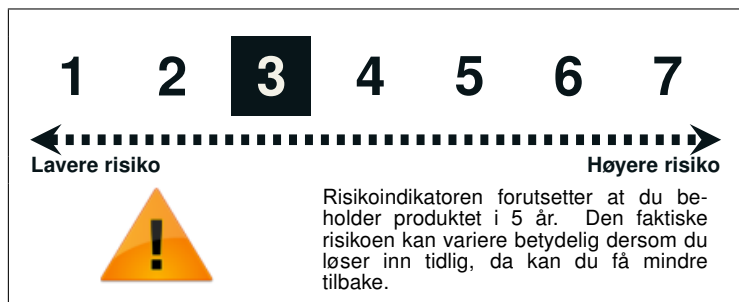 1 2 3 4 5 6 7
Lavere risiko Høyere risiko
Risikoindikatoren forutsetter at du be-
holder produktet i 5 år. Den faktiske
risikoen kan variere betydelig dersom du
løser inn tidlig, da kan du få mindre
tilbake.